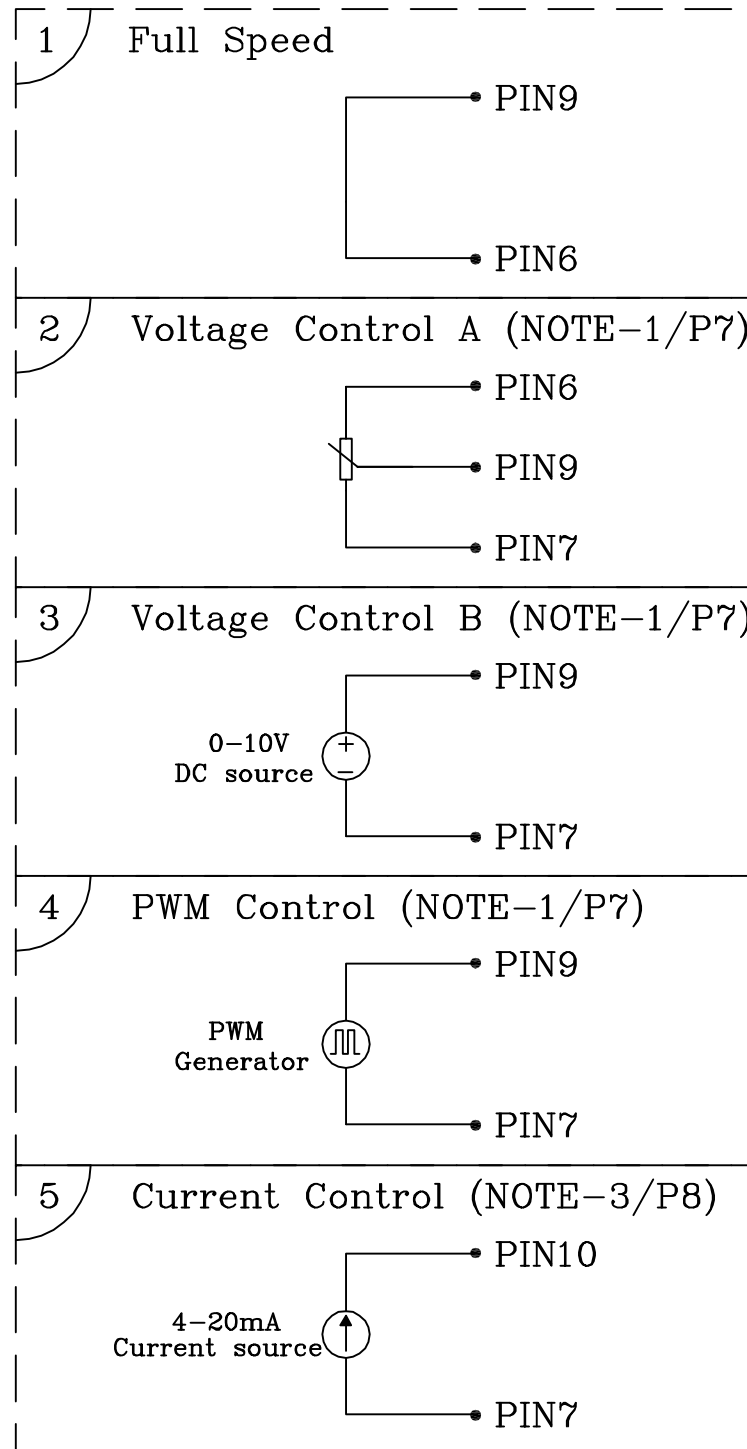 1 Full Speed
PIN9
PIN6
2 Voltage Control A (NOTE-1/P7)
PIN6
PIN9
PIN7
3 Voltage Control B (NOTE-1/P7)
PIN9
0-10V
DC source
+
−
PIN7
4 PWM Control (NOTE-1/P7)
PIN9
PWM
Generator
PIN7
5 Current Control (NOTE-3/P8)
PIN10
4-20mA
Current source
PIN7